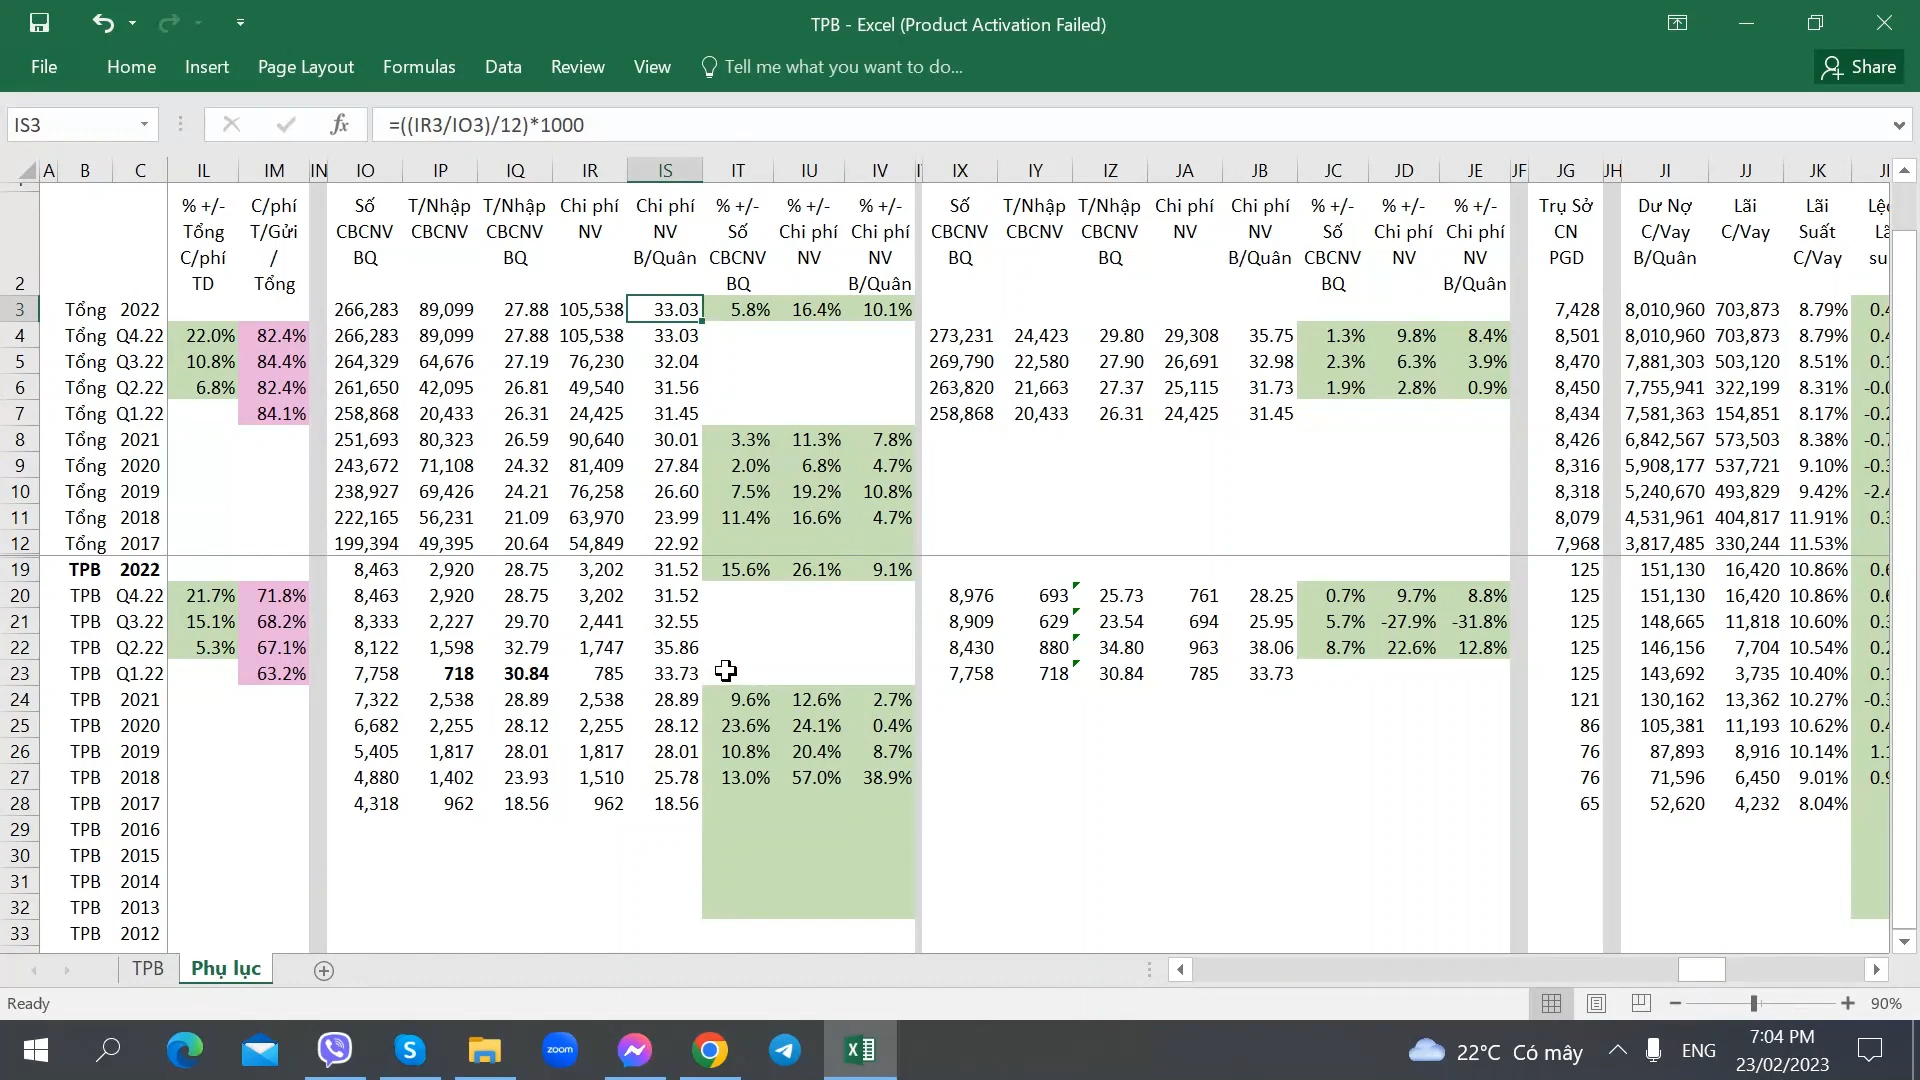 TPB - Excel (Product Activation Failed)
File Home Insert Page Layout Formulas Data Review View Tell me what you want to do... Share
IS3 fx =((IR3/IO3)/12)*1000
A B C IL IM IN IO IP IQ IR IS IT IU IV IX IY IZ JA JB JC JD JE JF JG JH JI JJ JK
% +/- C/phí Số T/Nhập T/Nhập Chi phí Chi phí % +/- % +/- % +/- Số T/Nhập T/Nhập Chi phí Chi phí % +/- % +/- % +/- Trụ Sở Dư Nợ Lãi Lãi
Tổng T/Gửi CBCNV CBCNV CBCNV NV NV Số Chi phí Chi phí CBCNV CBCNV CBCNV NV NV Số Chi phí Chi phí CN C/Vay C/Vay Suất
C/phí / BQ BQ B/Quân CBCNV NV NV BQ BQ B/Quân CBCNV NV NV PGD B/Quân C/Vay su
2 TD Tổng BQ B/Quân BQ B/Quân
3 Tổng 2022 266,283 89,099 27.88 105,538 33.03 5.8% 16.4% 10.1% 7,428 8,010,960 703,873 8.79% 0.4
4 Tổng Q4.22 22.0% 82.4% 266,283 89,099 27.88 105,538 33.03 273,231 24,423 29.80 29,308 35.75 1.3% 9.8% 8.4% 8,501 8,010,960 703,873 8.79% 0.4
5 Tổng Q3.22 10.8% 84.4% 264,329 64,676 27.19 76,230 32.04 269,790 22,580 27.90 26,691 32.98 2.3% 6.3% 3.9% 8,470 7,881,303 503,120 8.51% 0.1
6 Tổng Q2.22 6.8% 82.4% 261,650 42,095 26.81 49,540 31.56 263,820 21,663 27.37 25,115 31.73 1.9% 2.8% 0.9% 8,450 7,755,941 322,199 8.31% -0.0
7 Tổng Q1.22 84.1% 258,868 20,433 26.31 24,425 31.45 258,868 20,433 26.31 24,425 31.45 8,434 7,581,363 154,851 8.17% -0.2
8 Tổng 2021 251,693 80,323 26.59 90,640 30.01 3.3% 11.3% 7.8% 8,426 6,842,567 573,503 8.38% -0.7
9 Tổng 2020 243,672 71,108 24.32 81,409 27.84 2.0% 6.8% 4.7% 8,316 5,908,177 537,721 9.10% -0.3
10 Tổng 2019 238,927 69,426 24.21 76,258 26.60 7.5% 19.2% 10.8% 8,318 5,240,670 493,829 9.42% -2.4
11 Tổng 2018 222,165 56,231 21.09 63,970 23.99 11.4% 16.6% 4.7% 8,079 4,531,961 404,817 11.91% 0.3
12 Tổng 2017 199,394 49,395 20.64 54,849 22.92 7,968 3,817,485 330,244 11.53%
19 TPB 2022 8,463 2,920 28.75 3,202 31.52 15.6% 26.1% 9.1% 125 151,130 16,420 10.86% 0.6
20 TPB Q4.22 21.7% 71.8% 8,463 2,920 28.75 3,202 31.52 8,976 693 25.73 761 28.25 0.7% 9.7% 8.8% 125 151,130 16,420 10.86% 0.6
21 TPB Q3.22 15.1% 68.2% 8,333 2,227 29.70 2,441 32.55 8,909 629 23.54 694 25.95 5.7% -27.9% -31.8% 125 148,665 11,818 10.60% 0.3
22 TPB Q2.22 5.3% 67.1% 8,122 1,598 32.79 1,747 35.86 8,430 880 34.80 963 38.06 8.7% 22.6% 12.8% 125 146,156 7,704 10.54% 0.2
23 TPB Q1.22 63.2% 7,758 718 30.84 785 33.73 7,758 718 30.84 785 33.73 125 143,692 3,735 10.40% 0.1
24 TPB 2021 7,322 2,538 28.89 2,538 28.89 9.6% 12.6% 2.7% 121 130,162 13,362 10.27% -0.3
25 TPB 2020 6,682 2,255 28.12 2,255 28.12 23.6% 24.1% 0.4% 86 105,381 11,193 10.62% 0.4
26 TPB 2019 5,405 1,817 28.01 1,817 28.01 10.8% 20.4% 8.7% 76 87,893 8,916 10.14% 1.1
27 TPB 2018 4,880 1,402 23.93 1,510 25.78 13.0% 57.0% 38.9% 76 71,596 6,450 9.01% 0.9
28 TPB 2017 4,318 962 18.56 962 18.56 65 52,620 4,232 8.04%
29 TPB 2016
30 TPB 2015
31 TPB 2014
32 TPB 2013
33 TPB 2012
TPB Phụ lục
Ready 90%
zoom 22°C Có mây ENG 7:04 PM
23/02/2023